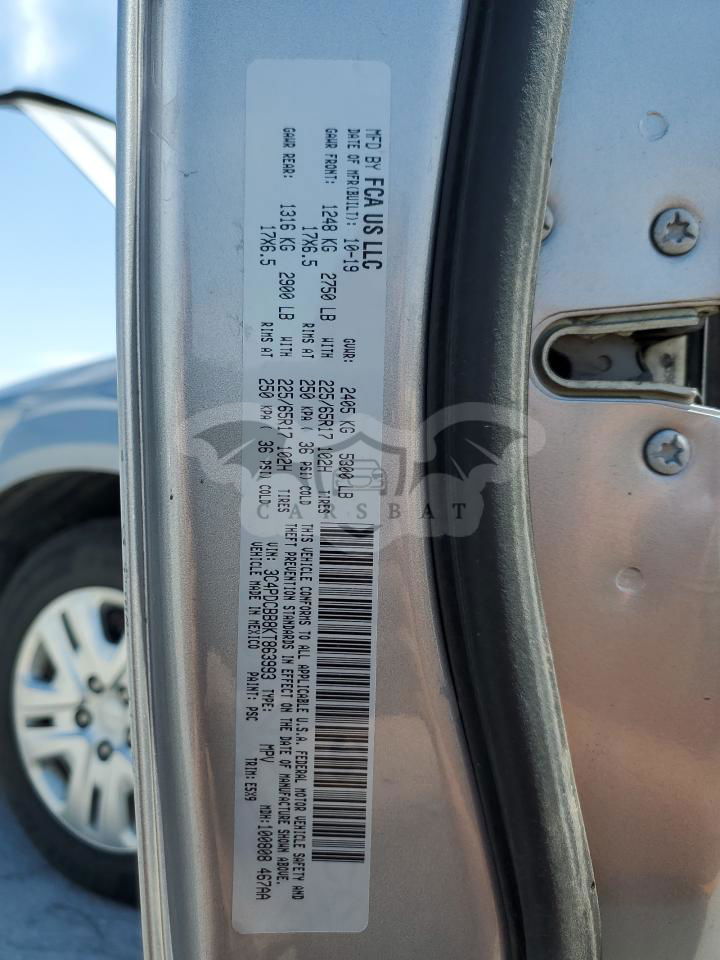 MFD BY FCA US LLC
DATE OF MFR(BUILT): 10-19 GVWR: 2405 KG 5300 LB
GAWR FRONT: 1248 KG 2750 LB WITH 225/65R17 102H TIRES
17X6.5 RIMS AT 250 KPA ( 36 PSI) COLD
GAWR REAR: 1316 KG 2900 LB WITH 225/65R17 102H TIRES
17X6.5 RIMS AT 250 KPA ( 36 PSI) COLD
THIS VEHICLE CONFORMS TO ALL APPLICABLE U.S.A. FEDERAL MOTOR VEHICLE SAFETY AND
THEFT PREVENTION STANDARDS IN EFFECT ON THE DATE OF MANUFACTURE SHOWN ABOVE.
VIN: 3C4PDCBB8KT863993 TYPE: MPV MDH:100808 467AA
VEHICLE MADE IN MEXICO PAINT: PSC TRIM:E5X9
CARSBAT